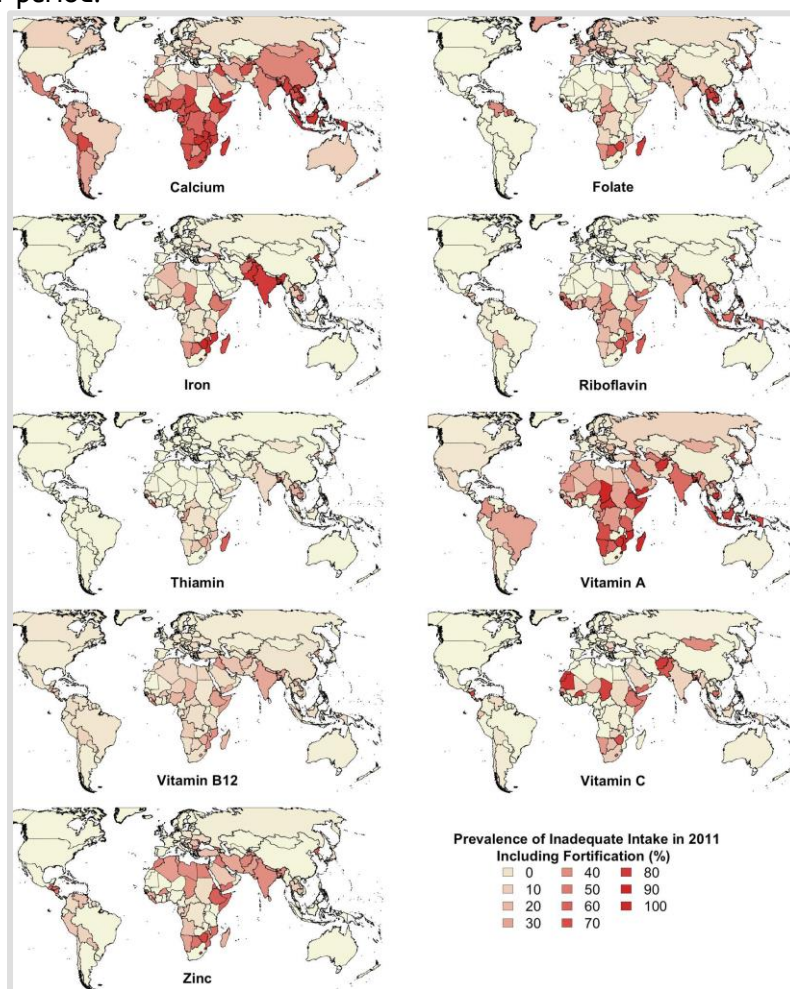 period.
Calcium
Folate
Iron
Riboflavin
Thiamin
Vitamin A
Vitamin B12
Vitamin C
Zinc
Prevalence of Inadequate Intake in 2011
Including Fortification (%)
0 40 80
10 50 90
20 60 100
30 70